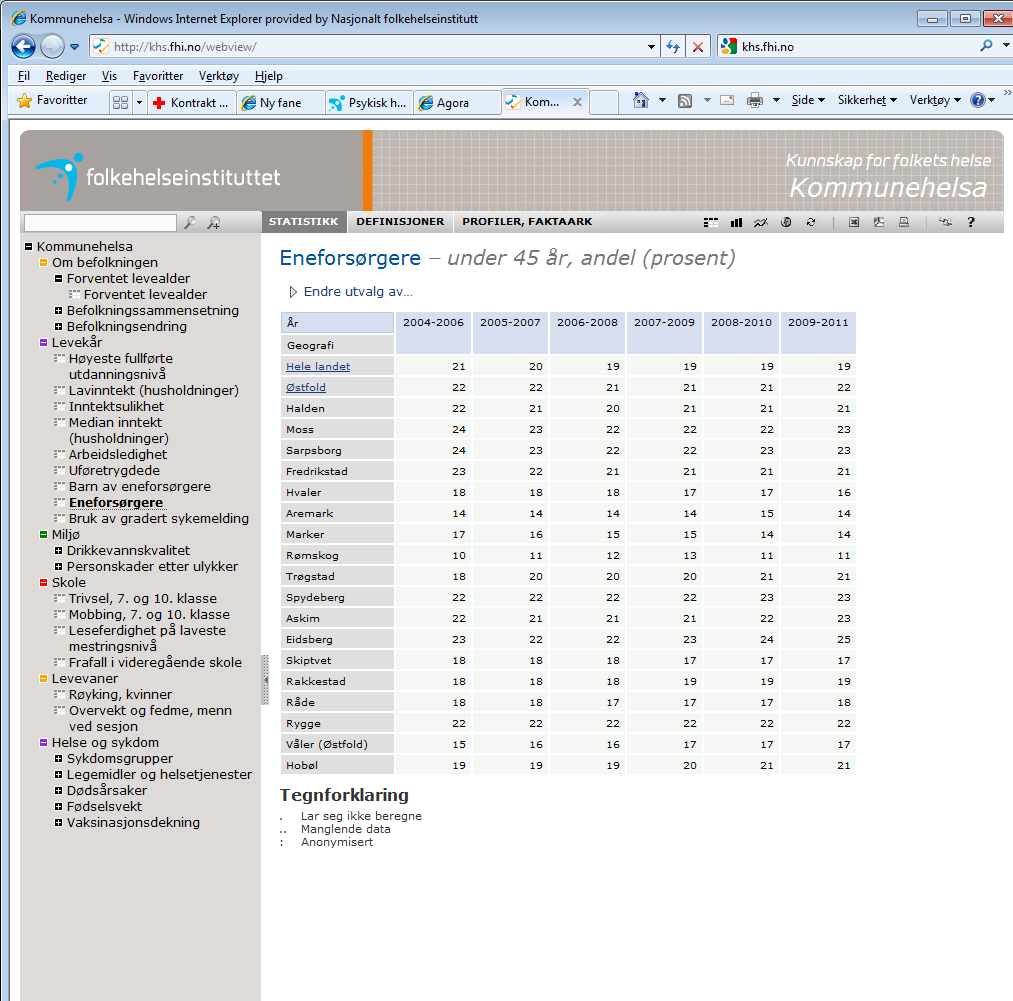 Kommunehelsa - Windows Internet Explorer provided by Nasjonalt folkehelseinstitutt
http://khs.fhi.no/webview/
khs.fhi.no
Fil Rediger Vis Favoritter Verktøy Hjelp
Favoritter Kontrakt ... Ny fane Psykisk h... Agora Kom... Side Sikkerhet Verktøy
folkehelseinstituttet
Kunnskap for folkets helse
Kommunehelsa
STATISTIKK DEFINISJONER PROFILER, FAKTAARK
Kommunehelsa
Om befolkningen
Forventet levealder
Forventet levealder
Befolkningssammensetning
Befolkningsendring
Levekår
Høyeste fullførte
utdanningsnivå
Lavinntekt (husholdninger)
Inntektsulikhet
Median inntekt
(husholdninger)
Arbeidsledighet
Uføretrygdede
Barn av eneforsørgere
Eneforsørgere
Bruk av gradert sykemelding
Miljø
Drikkevannskvalitet
Personskader etter ulykker
Skole
Trivsel, 7. og 10. klasse
Mobbing, 7. og 10. klasse
Leseferdighet på laveste
mestringsnivå
Frafall i videregående skole
Levevaner
Røyking, kvinner
Overvekt og fedme, menn
ved sesjon
Helse og sykdom
Sykdomsgrupper
Legemidler og helsetjenester
Dødsårsaker
Fødselsvekt
Vaksinasjonsdekning
Eneforsørgere – under 45 år, andel (prosent)
Endre utvalg av...
År 2004-2006 2005-2007 2006-2008 2007-2009 2008-2010 2009-2011
Geografi
Hele landet 21 20 19 19 19 19
Østfold 22 22 21 21 21 22
Halden 22 21 20 21 21 21
Moss 24 23 22 22 22 23
Sarpsborg 24 23 22 22 23 23
Fredrikstad 23 22 21 21 21 21
Hvaler 18 18 18 17 17 16
Aremark 14 14 14 14 15 14
Marker 17 16 15 15 14 14
Rømskog 10 11 12 13 11 11
Trøgstad 18 20 20 20 21 21
Spydeberg 22 22 22 22 23 23
Askim 22 21 21 21 22 23
Eidsberg 23 22 22 23 24 25
Skiptvet 18 18 18 17 17 17
Rakkestad 18 18 18 19 19 19
Råde 18 18 17 17 17 18
Rygge 22 22 22 22 22 22
Våler (Østfold) 15 16 16 17 17 17
Hobøl 19 19 19 20 21 21
Tegnforklaring
. Lar seg ikke beregne
.. Manglende data
: Anonymisert